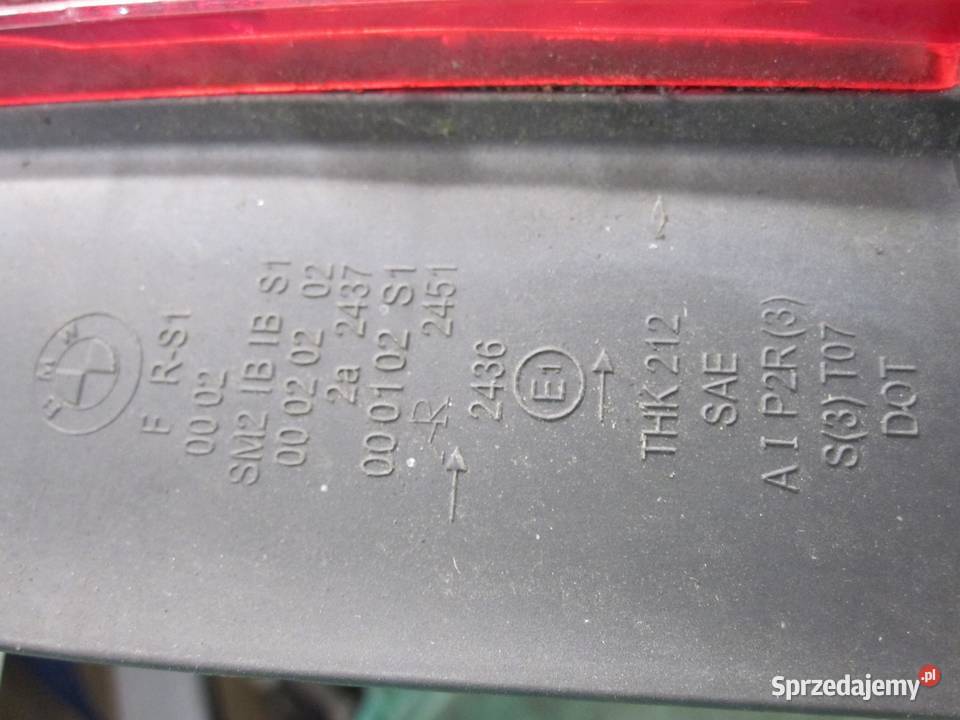 BMW
F R-S1
00 02
SM2 IB IB S1
00 02 02 02
2a 2437
00 01 02 S1
R 2451
2436
E1
THK 212
SAE
A I P2R(3)
S(3) T07
DOT
Sprzedajemy.pl